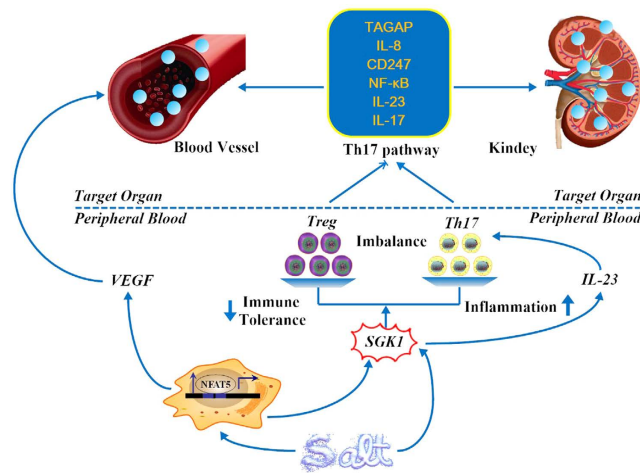 TAGAP
IL-8
CD247
NF-κB
IL-23
IL-17
Blood Vessel
Th17 pathway
Kindey
Target Organ
Target Organ
Peripheral Blood
Peripheral Blood
Treg
Th17
Imbalance
VEGF
IL-23
Immune
Tolerance
Inflammation
SGK1
NFAT5
Salt